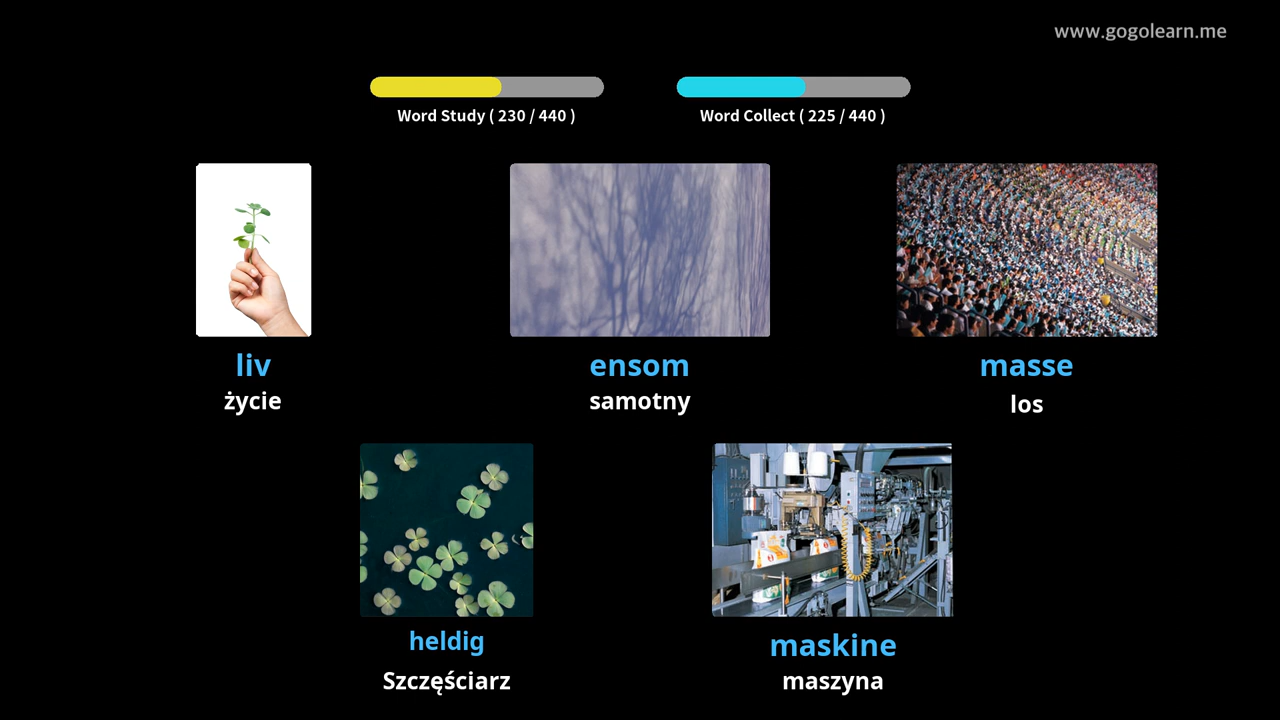 www.gogolearn.me
Word Study ( 230 / 440 )
Word Collect ( 225 / 440 )
liv
życie
ensom
samotny
masse
los
heldig
Szczęściarz
maskine
maszyna